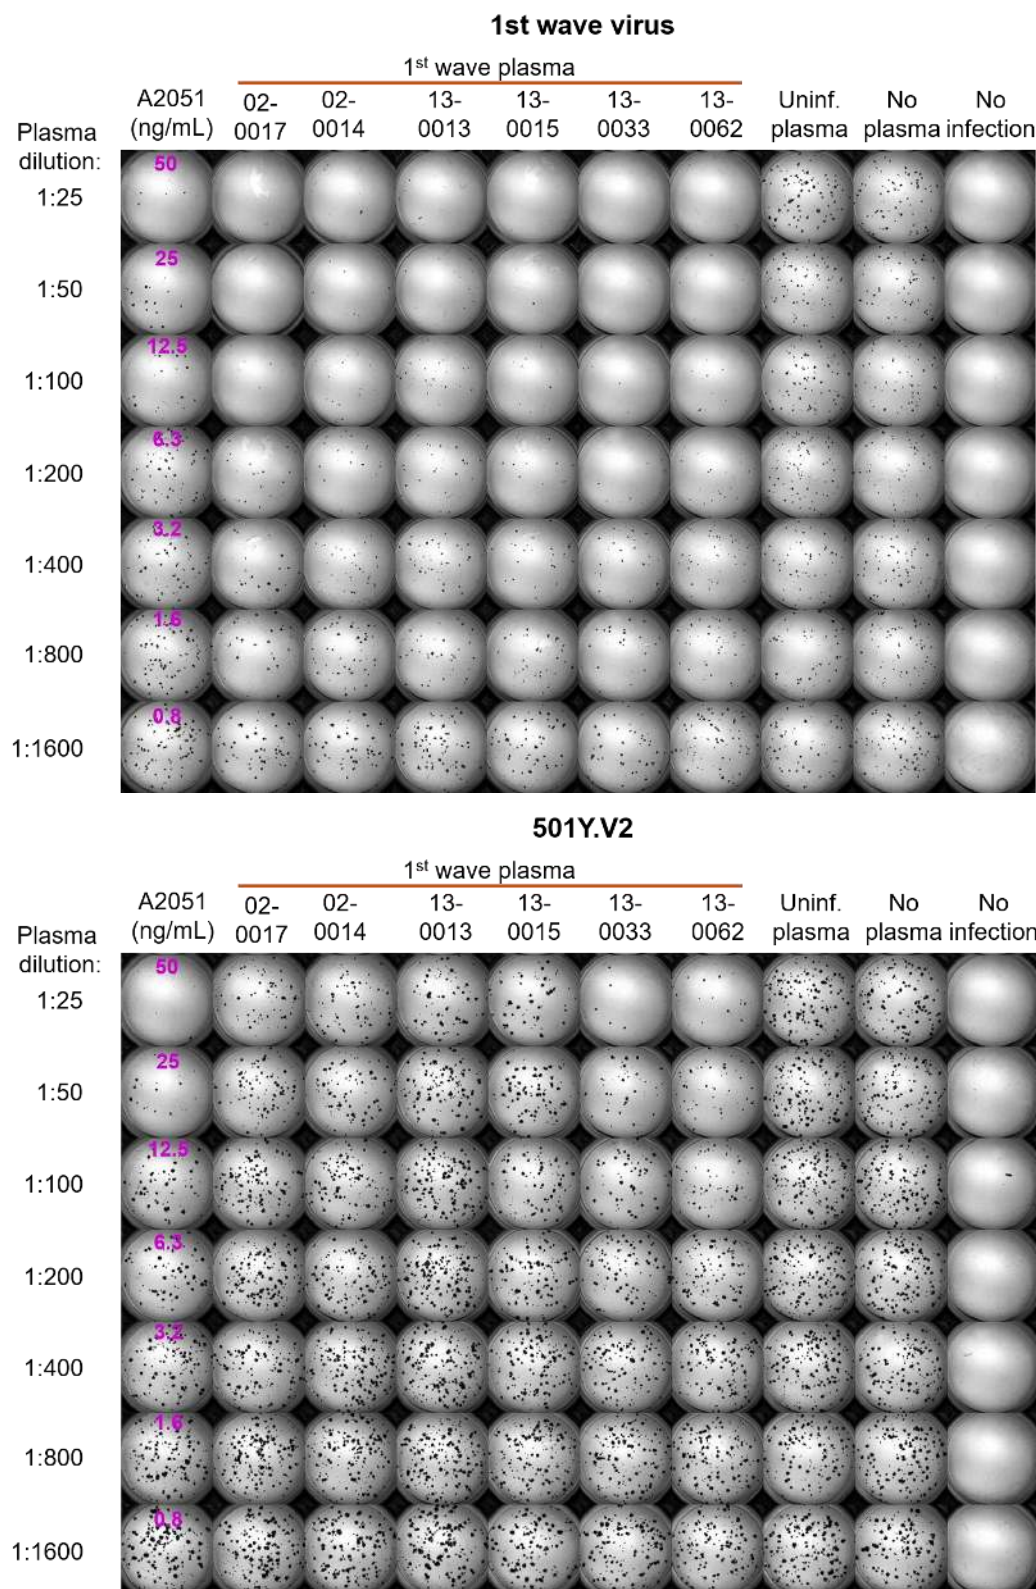 1st wave virus
1st wave plasma
A2051 02- 02- 13- 13- 13- 13- Uninf. No No
(ng/mL) 0017 0014 0013 0015 0033 0062 plasma plasma infection
Plasma
dilution:
50
1:25
25
1:50
12.5
1:100
6.3
1:200
3.2
1:400
1.6
1:800
0.8
1:1600
501Y.V2
1st wave plasma
A2051 02- 02- 13- 13- 13- 13- Uninf. No No
(ng/mL) 0017 0014 0013 0015 0033 0062 plasma plasma infection
Plasma
dilution:
50
1:25
25
1:50
12.5
1:100
6.3
1:200
3.2
1:400
1.6
1:800
0.8
1:1600